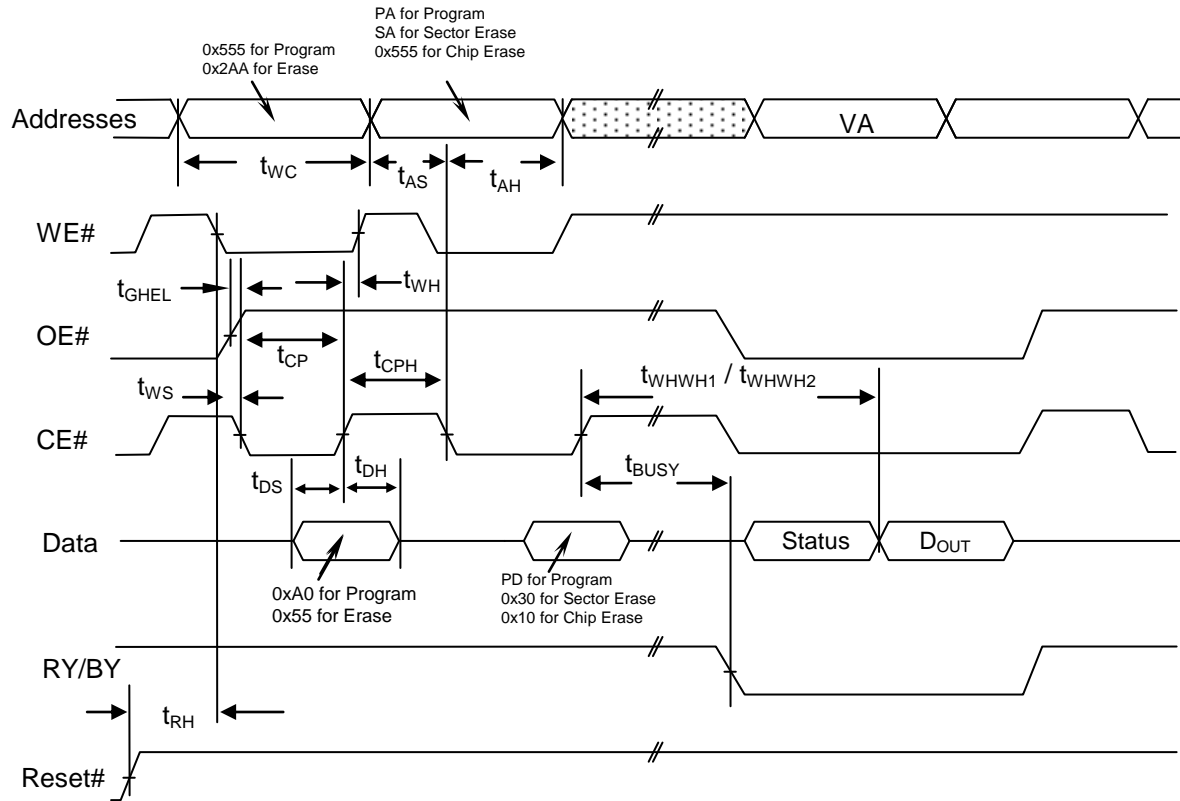 PA for Program
SA for Sector Erase
0x555 for Chip Erase
0x555 for Program
0x2AA for Erase
Addresses
VA
tWC
tAS
tAH
WE#
tGHEL
tWH
OE#
tCP
tCPH
tWHWH1 / tWHWH2
tWS
CE#
tDS
tDH
tBUSY
Data
Status
DOUT
0xA0 for Program
0x55 for Erase
PD for Program
0x30 for Sector Erase
0x10 for Chip Erase
RY/BY
tRH
Reset#